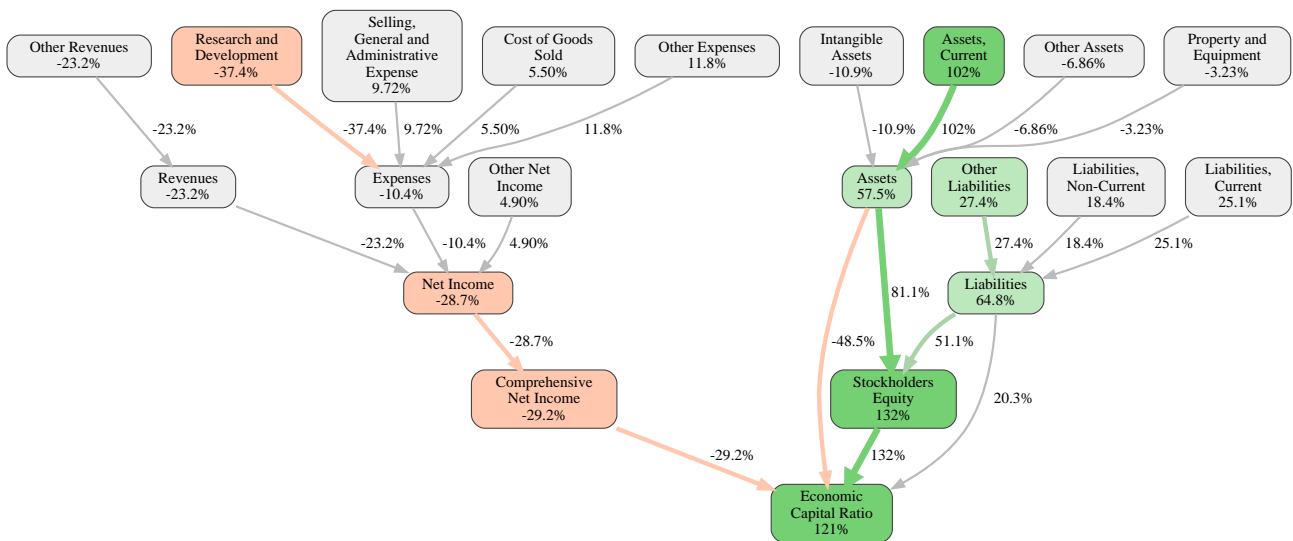 Other Revenues
-23.2%
Research and
Development
-37.4%
Selling,
General and
Administrative
Expense
9.72%
Cost of Goods
Sold
5.50%
Other Expenses
11.8%
Intangible
Assets
-10.9%
Assets,
Current
102%
Other Assets
-6.86%
Property and
Equipment
-3.23%
-23.2%
-37.4%
9.72%
5.50%
11.8%
-10.9%
102%
-6.86%
-3.23%
Revenues
-23.2%
Expenses
-10.4%
Other Net
Income
4.90%
Assets
57.5%
Other
Liabilities
27.4%
Liabilities,
Non-Current
18.4%
Liabilities,
Current
25.1%
-23.2%
-10.4%
4.90%
27.4%
18.4%
25.1%
Net Income
-28.7%
81.1%
Liabilities
64.8%
-28.7%
-48.5%
51.1%
Comprehensive
Net Income
-29.2%
Stockholders
Equity
132%
20.3%
-29.2%
132%
Economic
Capital Ratio
121%